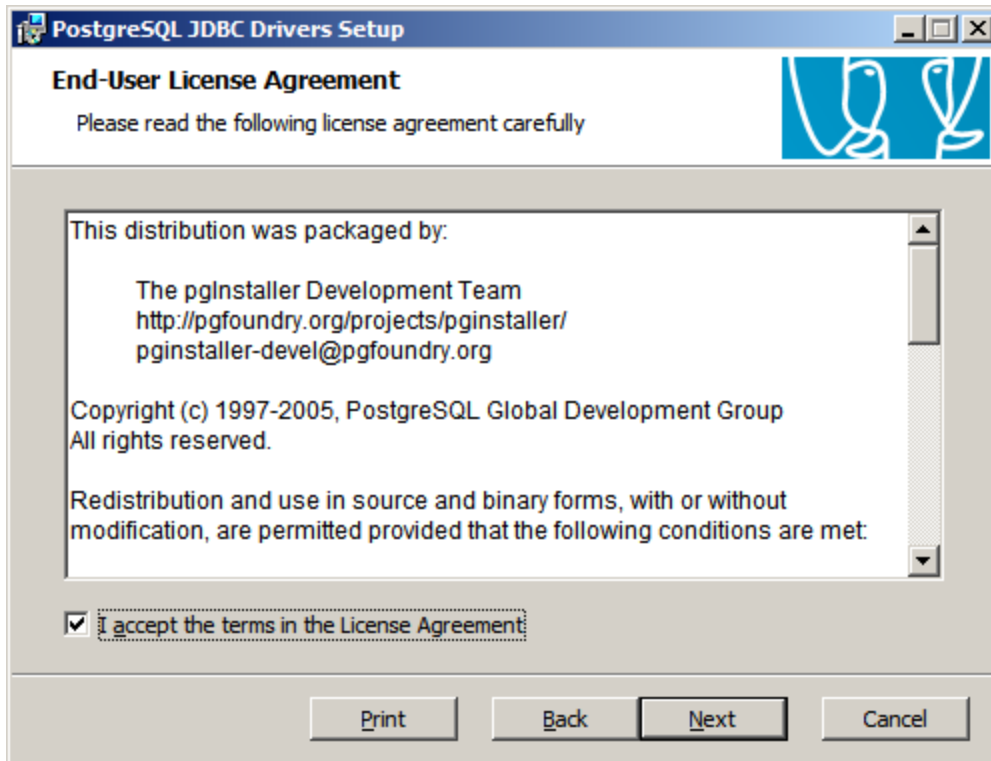 PostgreSQL JDBC Drivers Setup
End-User License Agreement
Please read the following license agreement carefully
This distribution was packaged by:
The pgInstaller Development Team
http://pgfoundry.org/projects/pginstaller/
pginstaller-devel@pgfoundry.org
Copyright (c) 1997-2005, PostgreSQL Global Development Group
All rights reserved.
Redistribution and use in source and binary forms, with or without
modification, are permitted provided that the following conditions are met:
I accept the terms in the License Agreement
Print Back Next Cancel